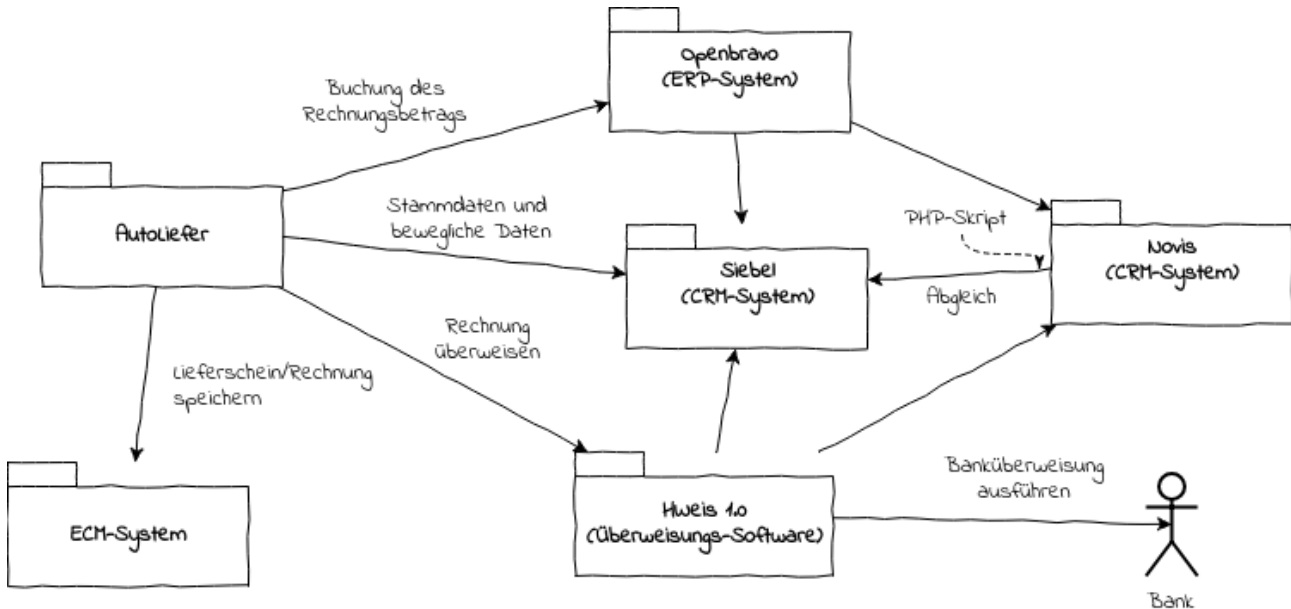 Openbravo
(ERP-System)
Buchung des
Rechnungsbetrags
AutoLiefer
Stammdaten und
bewegliche Daten
PHP-Skript
Novis
(CRM-System)
Siebel
(CRM-System)
Abgleich
Rechnung
überweisen
Lieferschein/Rechnung
speichern
Banküberweisung
ausführen
ECM-System
Hweis 1.0
(Überweisungs-Software)
Bank